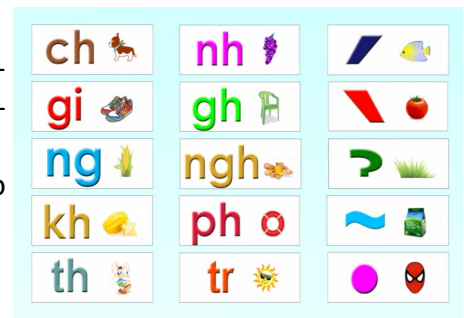 ch nh ´
gi gh `
ng ngh ̉
kh ph ~
th tr .